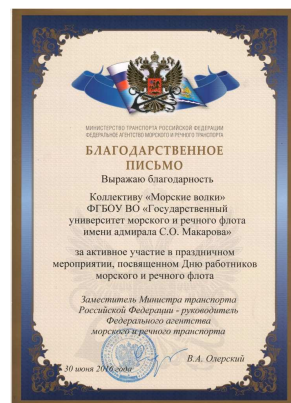 МИНИСТЕРСТВО ТРАНСПОРТА РОССИЙСКОЙ ФЕДЕРАЦИИ
ФЕДЕРАЛЬНОЕ АГЕНТСТВО МОРСКОГО И РЕЧНОГО ТРАНСПОРТА
БЛАГОДАРСТВЕННОЕ
ПИСЬМО
Выражаю благодарность
Коллективу «Морские волки»
ФГБОУ ВО «Государственный
университет морского и речного флота
имени адмирала С.О. Макарова»
за активное участие в праздничном
мероприятии, посвященном Дню работников
морского и речного флота
Заместитель Министра транспорта
Российской Федерации - руководитель
Федерального агентства
морского и речного транспорта
В.А. Олерский
30 июня 2016 года